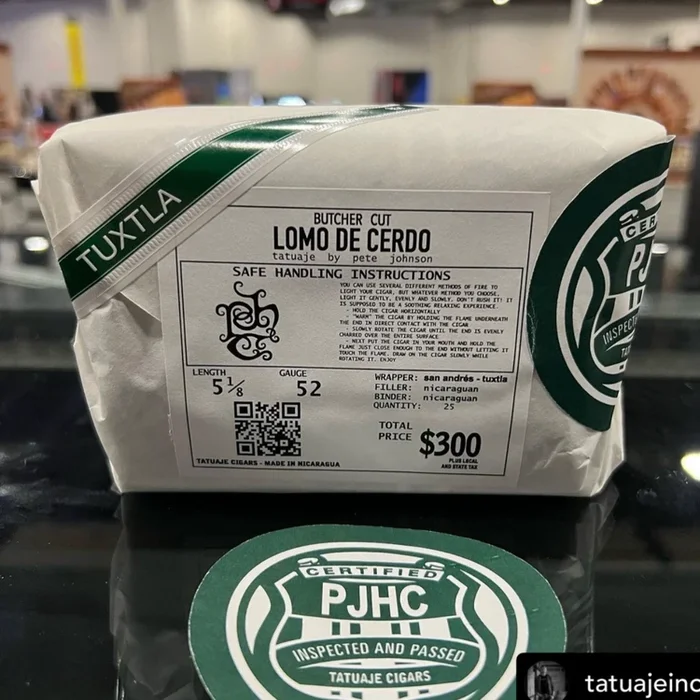 TUXTLA
BUTCHER CUT
LOMO DE CERDO
tatuaje by pete johnson
SAFE HANDLING INSTRUCTIONS
YOU CAN USE SEVERAL DIFFERENT METHODS OF FIRE TO
LIGHT YOUR CIGAR, BUT WHATEVER METHOD YOU CHOOSE,
LIGHT IT GENTLY, EVENLY AND SLOWLY. DON'T RUSH IT! IT
IS SUPPOSED TO BE A SOOTHING RELAXING EXPERIENCE.
- HOLD THE CIGAR HORIZONTALLY
- "WARM" THE CIGAR BY HOLDING THE FLAME UNDERNEATH
THE END IN DIRECT CONTACT WITH THE CIGAR
- SLOWLY ROTATE THE CIGAR UNTIL THE END IS EVENLY
CHARRED OVER THE ENTIRE SURFACE
- NEXT PUT THE CIGAR IN YOUR MOUTH AND HOLD THE
FLAME JUST CLOSE ENOUGH TO THE END WITHOUT LETTING IT
TOUCH THE FLAME. DRAW ON THE CIGAR SLOWLY WHILE
ROTATING IT. ENJOY
LENGTH
5 1/8
GAUGE
52
WRAPPER: san andrés - tuxtla
FILLER: nicaraguan
BINDER: nicaraguan
QUANTITY: 25
TOTAL
PRICE $300
PLUS LOCAL
AND STATE TAX
TATUAJE CIGARS - MADE IN NICARAGUA
CER
PJ
INSPECTE
TA
CERTIFIED
PJHC
INSPECTED AND PASSED
TATUAJE CIGARS
tatuajeinc